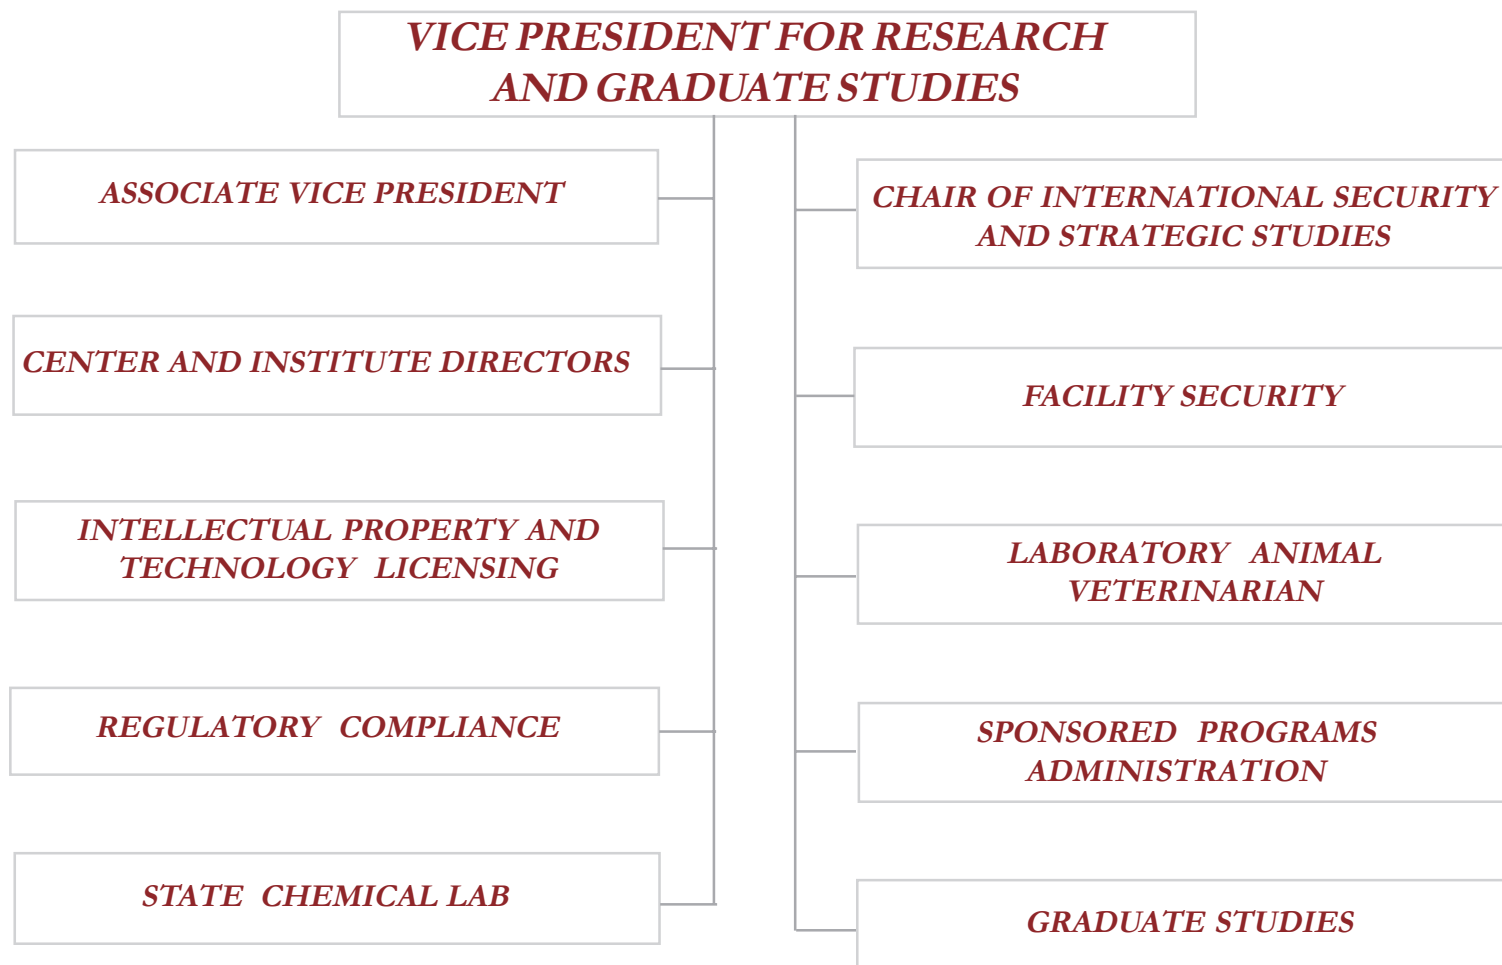 VICE PRESIDENT FOR RESEARCH
AND GRADUATE STUDIES
ASSOCIATE VICE PRESIDENT
CENTER AND INSTITUTE DIRECTORS
INTELLECTUAL PROPERTY AND
TECHNOLOGY LICENSING
REGULATORY COMPLIANCE
STATE CHEMICAL LAB
CHAIR OF INTERNATIONAL SECURITY
AND STRATEGIC STUDIES
FACILITY SECURITY
LABORATORY ANIMAL
VETERINARIAN
SPONSORED PROGRAMS
ADMINISTRATION
GRADUATE STUDIES